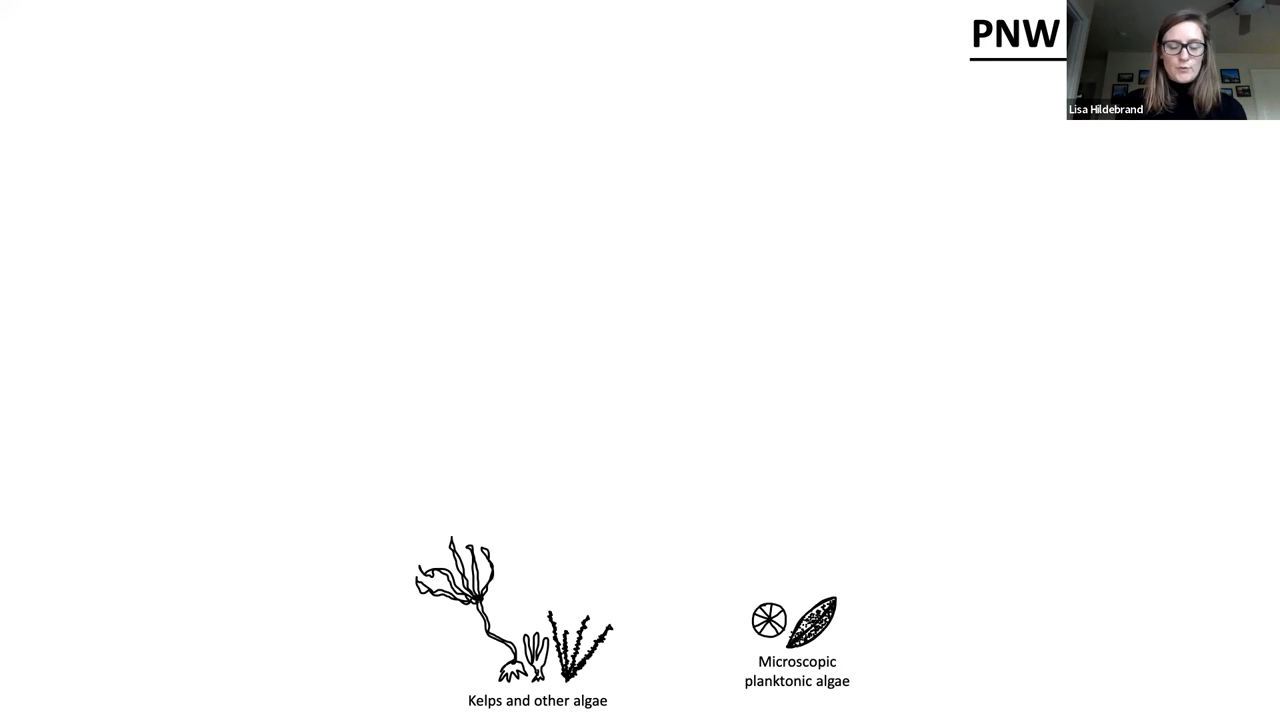 PNW
Lisa Hildebrand
Microscopic
planktonic algae
Kelps and other algae